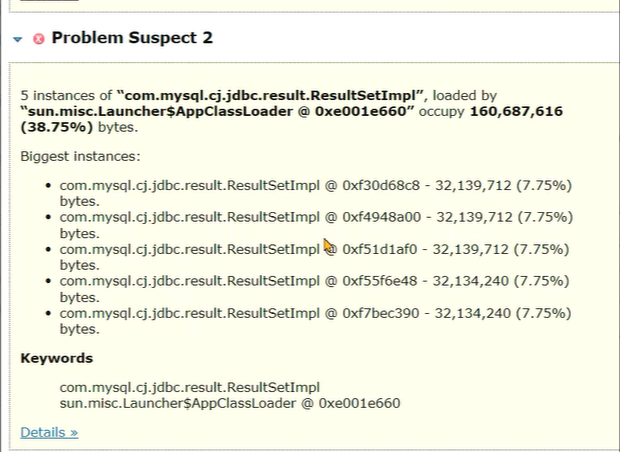 Problem Suspect 2
5 instances of “com.mysql.cj.jdbc.result.ResultSetImpl”, loaded by
“sun.misc.Launcher$AppClassLoader @ 0xe001e660” occupy 160,687,616
(38.75%) bytes.
Biggest instances:
• com.mysql.cj.jdbc.result.ResultSetImpl @ 0xf30d68c8 - 32,139,712 (7.75%)
bytes.
• com.mysql.cj.jdbc.result.ResultSetImpl @ 0xf4948a00 - 32,139,712 (7.75%)
bytes.
• com.mysql.cj.jdbc.result.ResultSetImpl @ 0xf51d1af0 - 32,139,712 (7.75%)
bytes.
• com.mysql.cj.jdbc.result.ResultSetImpl @ 0xf55f6e48 - 32,134,240 (7.75%)
bytes.
• com.mysql.cj.jdbc.result.ResultSetImpl @ 0xf7bec390 - 32,134,240 (7.75%)
bytes.
Keywords
com.mysql.cj.jdbc.result.ResultSetImpl
sun.misc.Launcher$AppClassLoader @ 0xe001e660
Details »